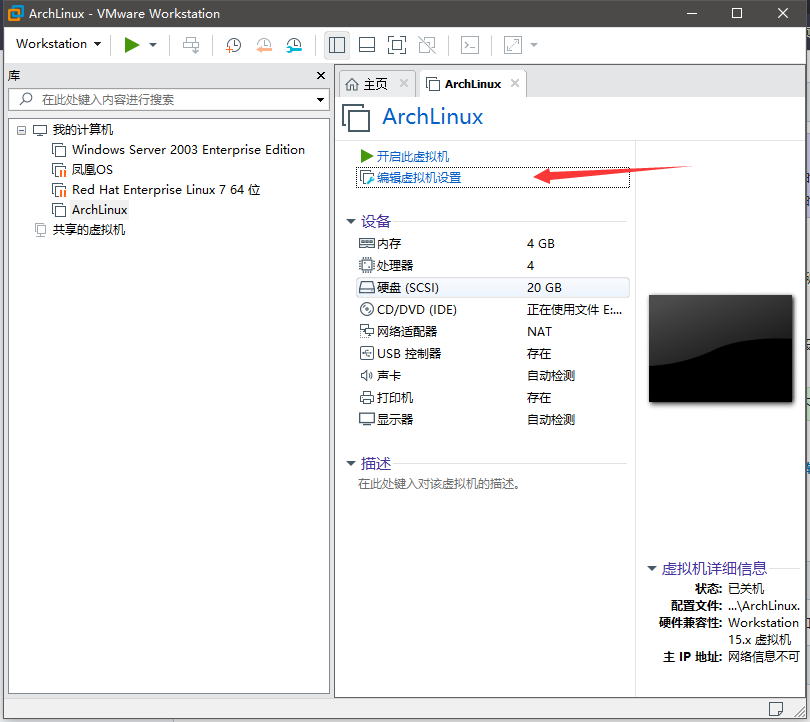 ArchLinux - VMware Workstation
Workstation
库
在此处键入内容进行搜索
我的计算机
Windows Server 2003 Enterprise Edition
凤凰OS
Red Hat Enterprise Linux 7 64 位
ArchLinux
共享的虚拟机
主页
ArchLinux
ArchLinux
开启此虚拟机
编辑虚拟机设置
设备
内存 4 GB
处理器 4
硬盘 (SCSI) 20 GB
CD/DVD (IDE) 正在使用文件 E:...
网络适配器 NAT
USB 控制器 存在
声卡 自动检测
打印机 存在
显示器 自动检测
描述
在此处键入对该虚拟机的描述。
虚拟机详细信息
状态: 已关机
配置文件: ...\ArchLinux.
硬件兼容性: Workstation
15.x 虚拟机
主 IP 地址: 网络信息不可